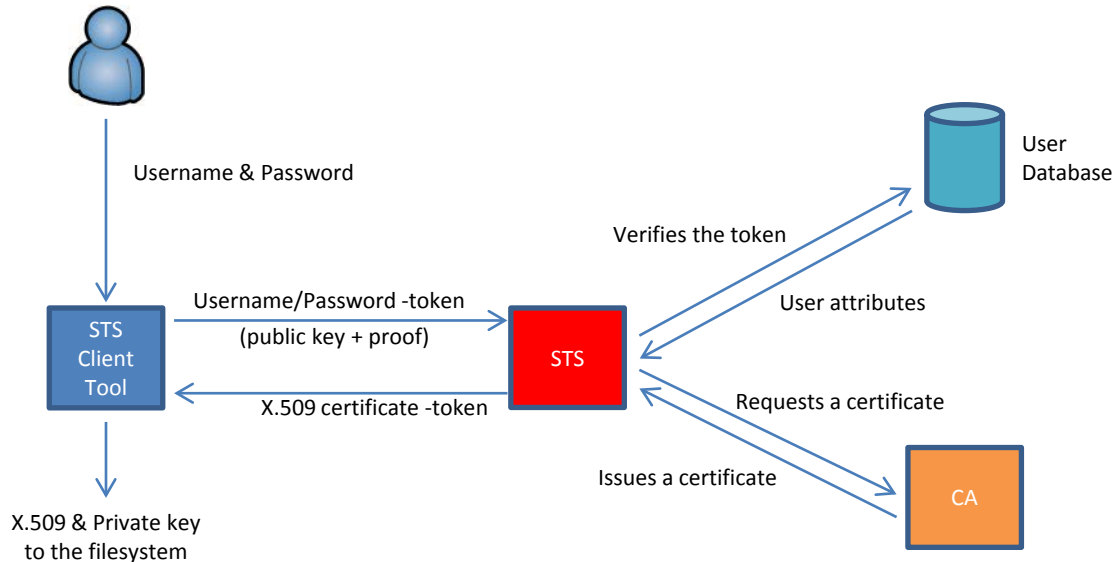 Username & Password
User
Database
Verifies the token
User attributes
Username/Password -token
(public key + proof)
STS
Client
Tool
STS
X.509 certificate -token
Requests a certificate
Issues a certificate
CA
X.509 & Private key
to the filesystem